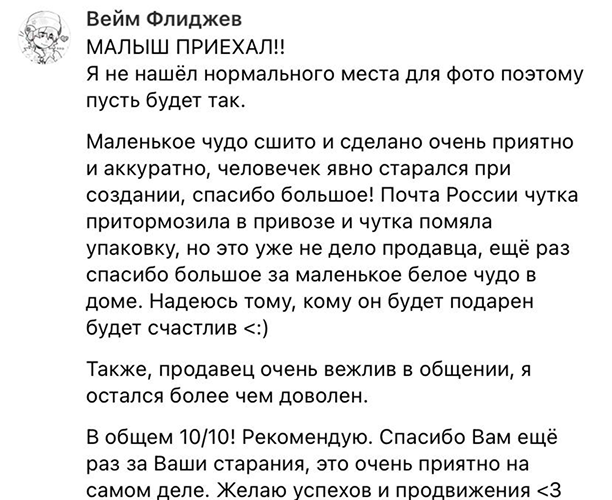 Вейм Флиджев
МАЛЫШ ПРИЕХАЛ!!
Я не нашёл нормального места для фото поэтому
пусть будет так.
Маленькое чудо сшито и сделано очень приятно
и аккуратно, человечек явно старался при
создании, спасибо большое! Почта России чутка
притормозила в привозе и чутка помяла
упаковку, но это уже не дело продавца, ещё раз
спасибо большое за маленькое белое чудо в
доме. Надеюсь тому, кому он будет подарен
будет счастлив <:)
Также, продавец очень вежлив в общении, я
остался более чем доволен.
В общем 10/10! Рекомендую. Спасибо Вам ещё
раз за Ваши старания, это очень приятно на
самом деле. Желаю успехов и продвижения <3